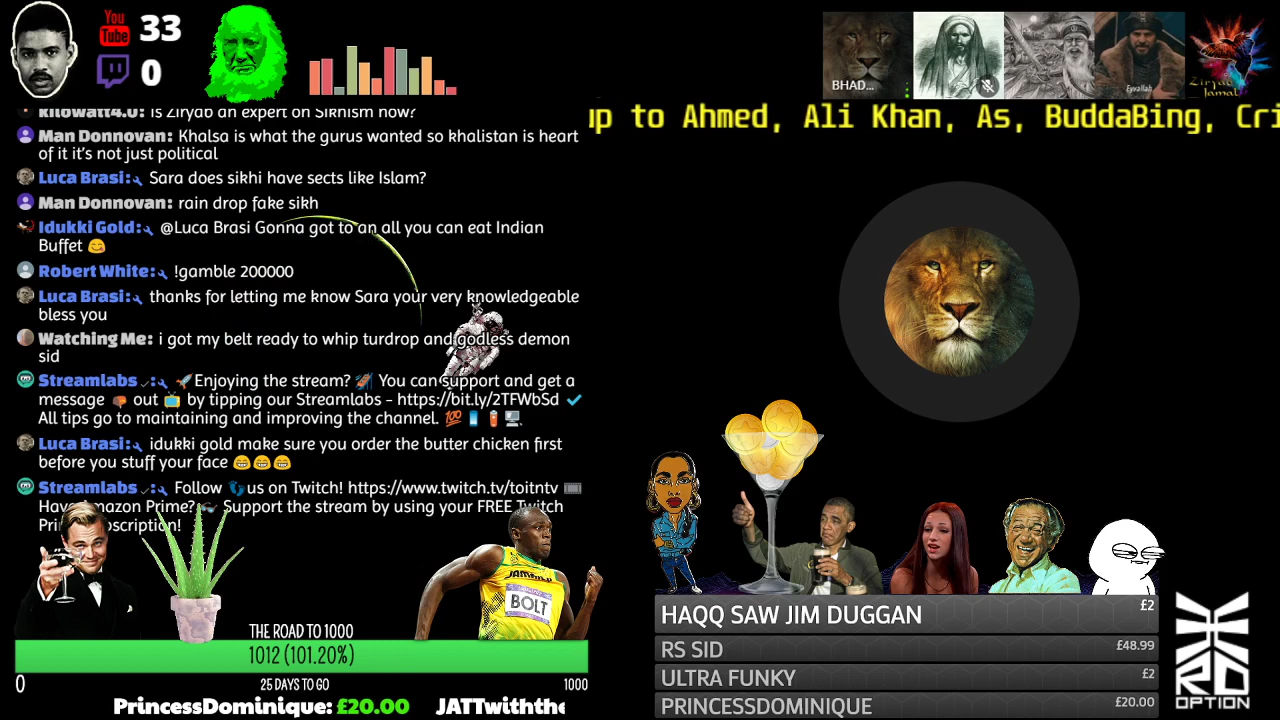 You
Tube
33
0
BHAD...
Eyvallah
Ziryab
Jamal
up to Ahmed, Ali Khan, As, BuddaBing, Cri
kilowatt4.0: Is Ziryab an expert on Sikhism now?
Man Donnovan: Khalsa is what the gurus wanted so khalistan is heart
of it it's not just political
Luca Brasi: Sara does sikhi have sects like Islam?
Man Donnovan: rain drop fake sikh
Idukki Gold: @Luca Brasi Gonna got to an all you can eat Indian
Buffet 😋
Robert White: !gamble 200000
Luca Brasi: thanks for letting me know Sara your very knowledgeable
bless you
Watching Me: i got my belt ready to whip turdrop and godless demon
sid
Streamlabs: 🚀Enjoying the stream? 🚀 You can support and get a
message out 📺 by tipping our Streamlabs - https://bit.ly/2TFWbSd ✔
All tips go to maintaining and improving the channel. 💯
Luca Brasi: idukki gold make sure you order the butter chicken first
before you stuff your face 😁😁😁
Streamlabs: Follow 👣us on Twitch! https://www.twitch.tv/toitntv
Have Amazon Prime? Support the stream by using your FREE Twitch
JAMAICA
BOLT
THE ROAD TO 1000
1012 (101.20%)
0
25 DAYS TO GO
1000
PrincessDominique: £20.00 JATTwiththe
HAQQ SAW JIM DUGGAN £2
RS SID £48.99
ULTRA FUNKY £2
PRINCESSDOMINIQUE £20.00
OPTION